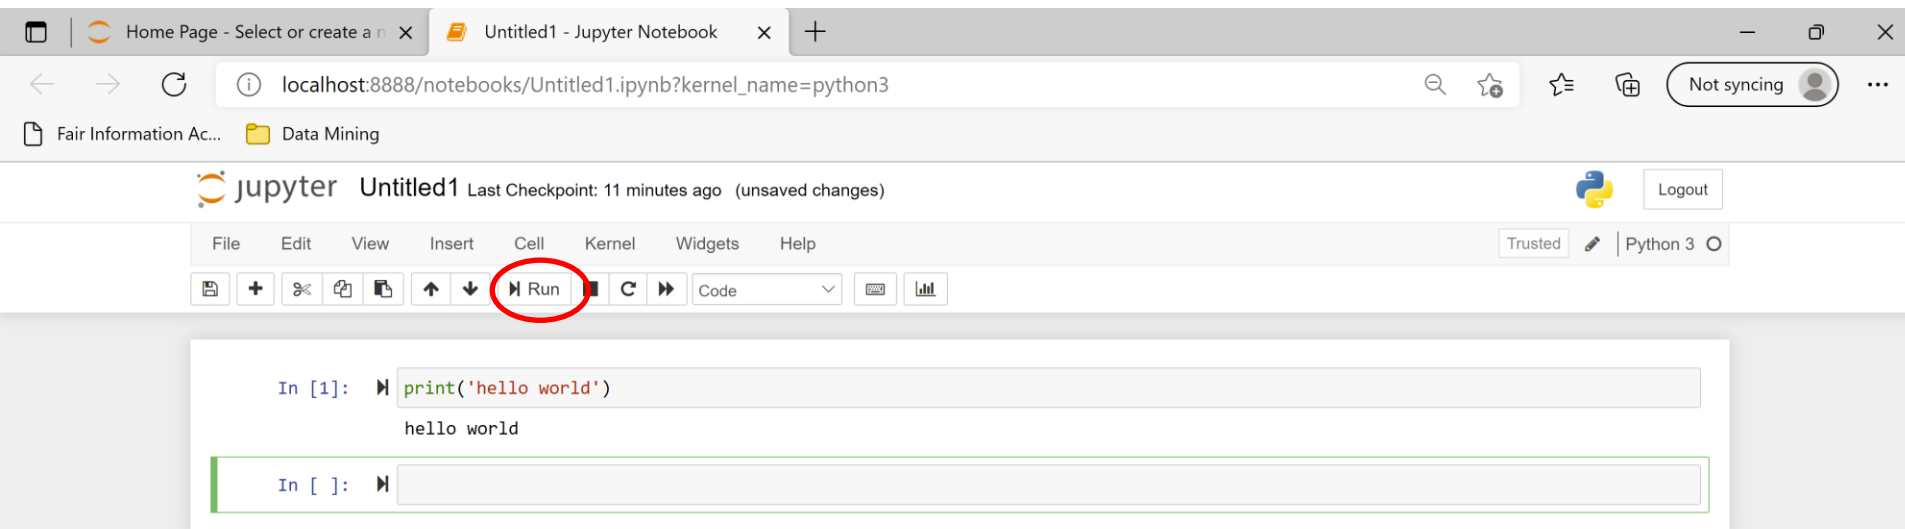 Home Page - Select or create a n
Untitled1 - Jupyter Notebook
localhost:8888/notebooks/Untitled1.ipynb?kernel_name=python3
Not syncing
Fair Information Ac... Data Mining
jupyter Untitled1 Last Checkpoint: 11 minutes ago (unsaved changes)
Logout
File Edit View Insert Cell Kernel Widgets Help
Trusted Python 3
Run Code
In [1]: print('hello world')
hello world
In [ ]: